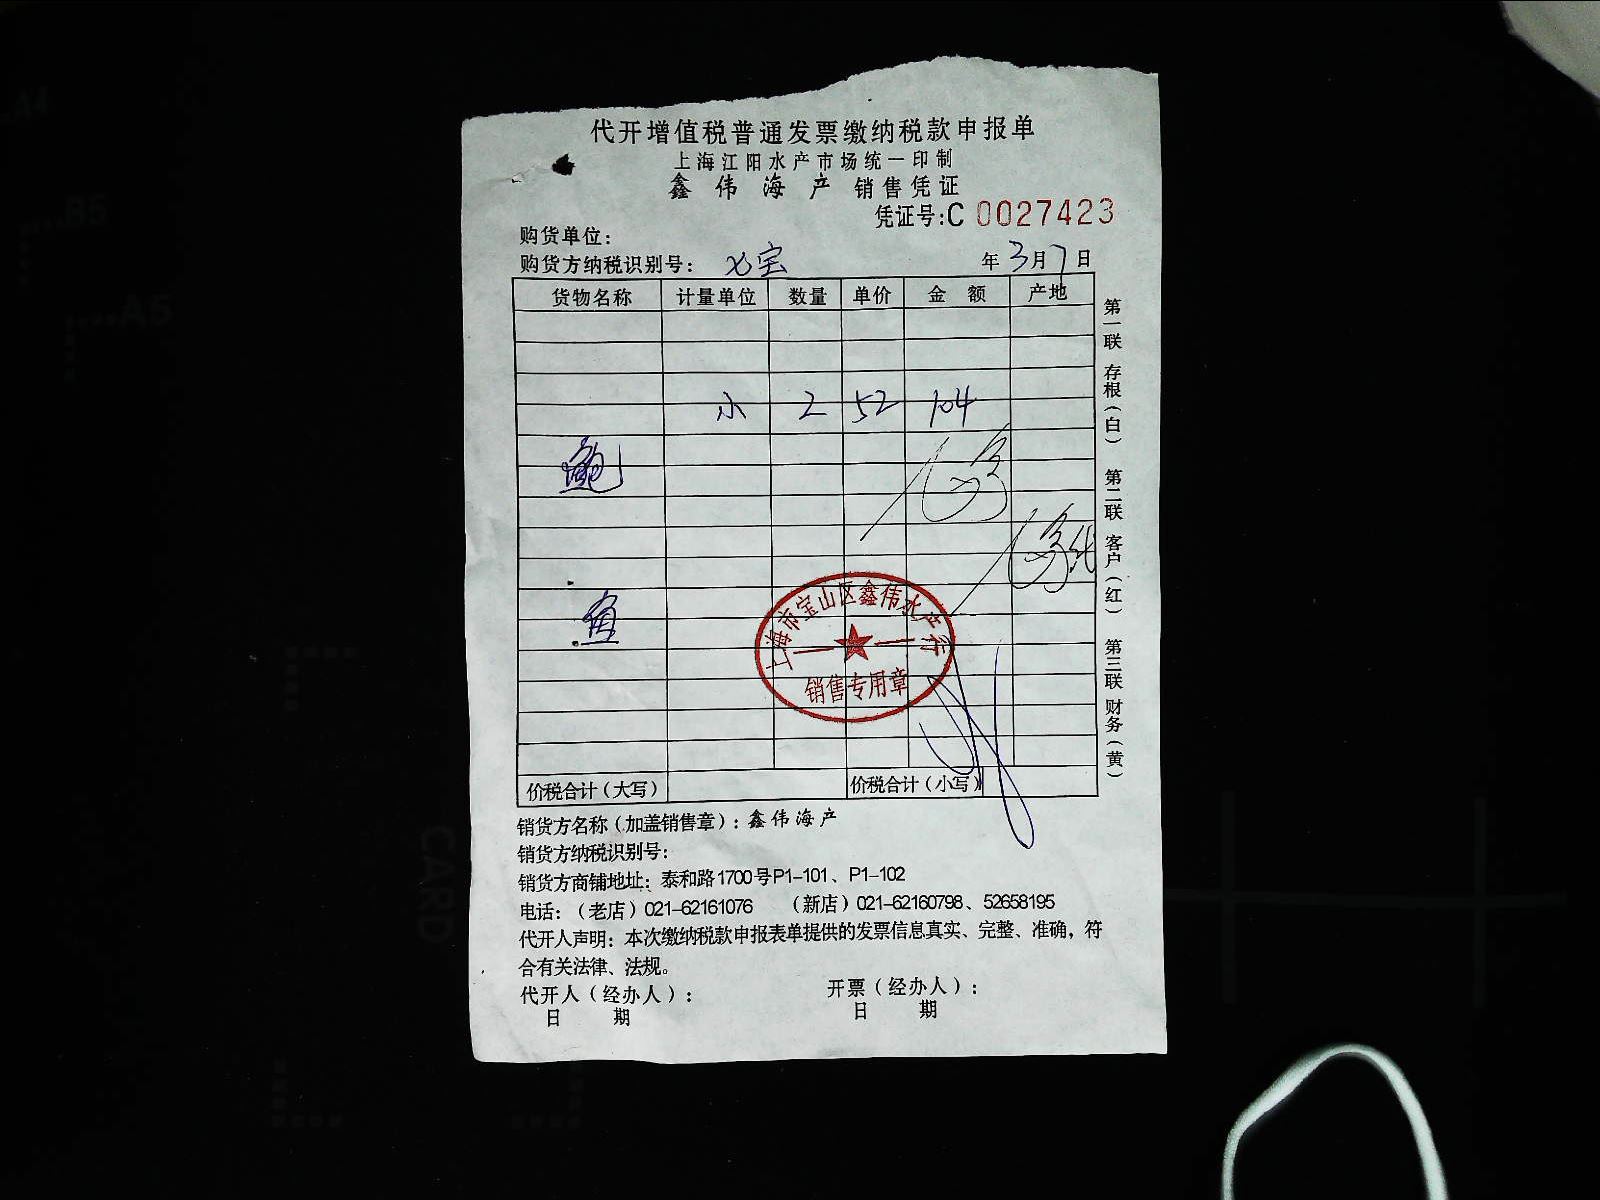 代开增值税普通发票缴纳税款申报单
上海江阳水产市场统一印制
鑫伟海产 销售凭证
凭证号:C 0027423
购货单位:
购货方纳税识别号: 七宝 年3月7日
货物名称 计量单位 数量 单价 金额 产地
小 2 52 104
鲍
鱼
上海市宝山区鑫伟水产行
销售专用章
价税合计(大写) 价税合计(小写)
第一联 存根(白) 第二联 客户(红) 第三联 财务(黄)
销货方名称(加盖销售章):鑫伟海产
销货方纳税识别号:
销货方商铺地址:泰和路1700号P1-101、P1-102
电话:(老店)021-62161076 (新店)021-62160798、52658195
代开人声明:本次缴纳税款申报表单提供的发票信息真实、完整、准确,符
合有关法律、法规。
代开人(经办人): 开票(经办人):
日 期 日 期
A4
B5
A5
CARD